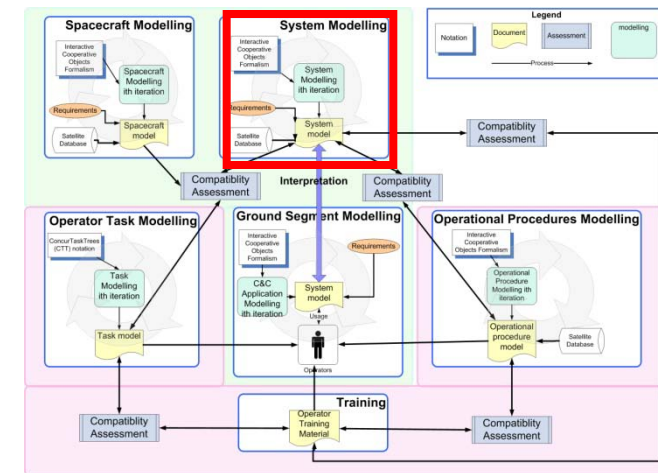 Spacecraft Modelling
Interactive
Cooperative
Objects
Formalism
Spacecraft
Modelling
ith iteration
Requirements
Satellite
Database
Spacecraft
model
System Modelling
Interactive
Cooperative
Objects
Formalism
System
Modelling
ith iteration
Requirements
Satellite
Database
System
model
Legend
Notation
Document
Assessment
modelling
Process
Compatiblity
Assessment
Compatiblity
Assessment
Interpretation
Compatiblity
Assessment
Operator Task Modelling
ConcurTaskTrees
(CTT) notation
Task
Modelling
ith iteration
Task model
Ground Segment Modelling
Interactive
Cooperative
Objects Formalism
Requirements
C&C
Application
Modelling
ith iteration
System
model
Usage
Operators
Operational Procedures Modelling
Interactive
Cooperative
Objects Formalism
Operational
Procedure
Modelling ith
iteration
Operational
procedure
model
Satellite
Database
Training
Compatiblity
Assessment
Operator
Training
Material
Compatiblity
Assessment